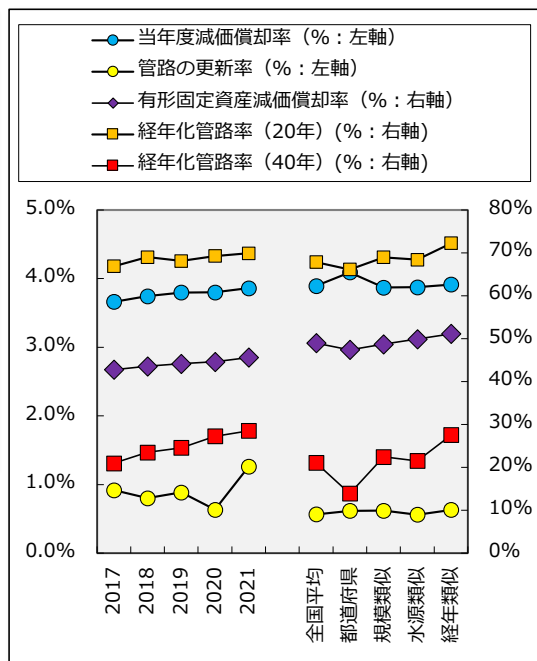 当年度減価償却率（%：左軸）
管路の更新率（%：左軸）
有形固定資産減価償却率（%：右軸）
経年化管路率（20年）(%：右軸)
経年化管路率（40年）(%：右軸)
5.0% 80%
70%
4.0%
60%
3.0% 50%
40%
2.0%
30%
20%
1.0%
10%
0.0% 0%
2017 2018 2019 2020 2021 全国平均 都道府県 規模類似 水源類似 経年類似